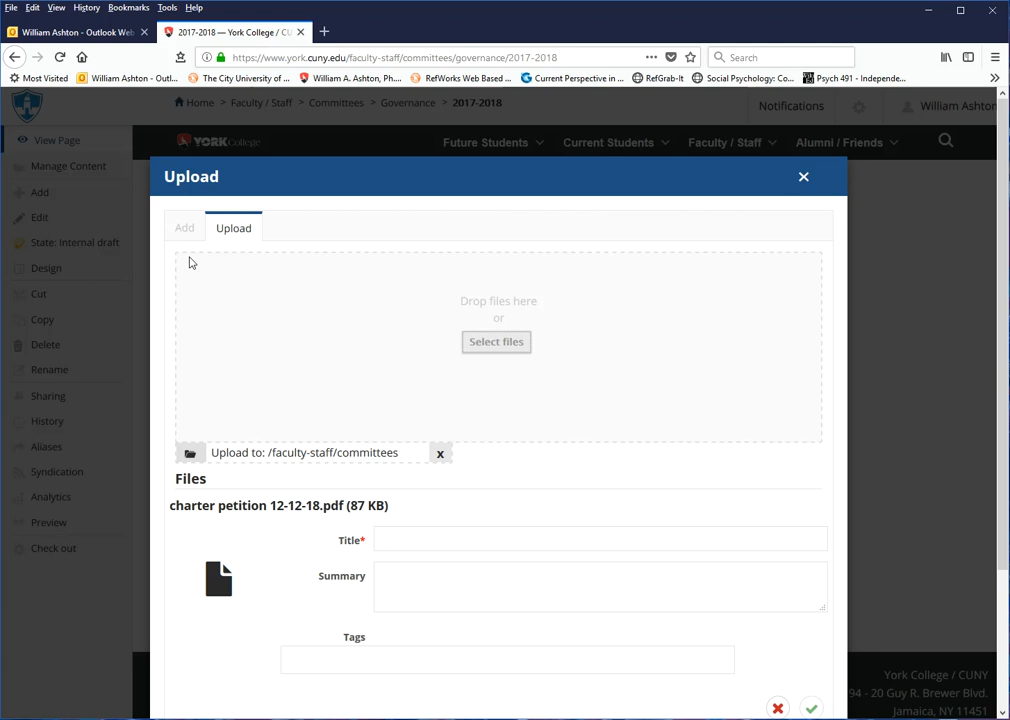 File Edit View History Bookmarks Tools Help
William Ashton - Outlook Web
2017-2018 — York College / CU
https://www.york.cuny.edu/faculty-staff/committees/governance/2017-2018
Search
Most Visited William Ashton - Outl... The City University of ... William A. Ashton, Ph.... RefWorks Web Based ... Current Perspective in ... RefGrab-It Social Psychology: Co... Psych 491 - Independe...
Home > Faculty / Staff > Committees > Governance > 2017-2018
Notifications
William Ashton
View Page
YORK College
Future Students
Current Students
Faculty / Staff
Alumni / Friends
Manage Content
Add
Edit
State: Internal draft
Design
Cut
Copy
Delete
Rename
Sharing
History
Aliases
Syndication
Analytics
Preview
Check out
Upload
Add
Upload
Drop files here
or
Select files
Upload to: /faculty-staff/committees
x
Files
charter petition 12-12-18.pdf (87 KB)
Title*
Summary
Tags
York College / CUNY
94 - 20 Guy R. Brewer Blvd.
Jamaica, NY 11451